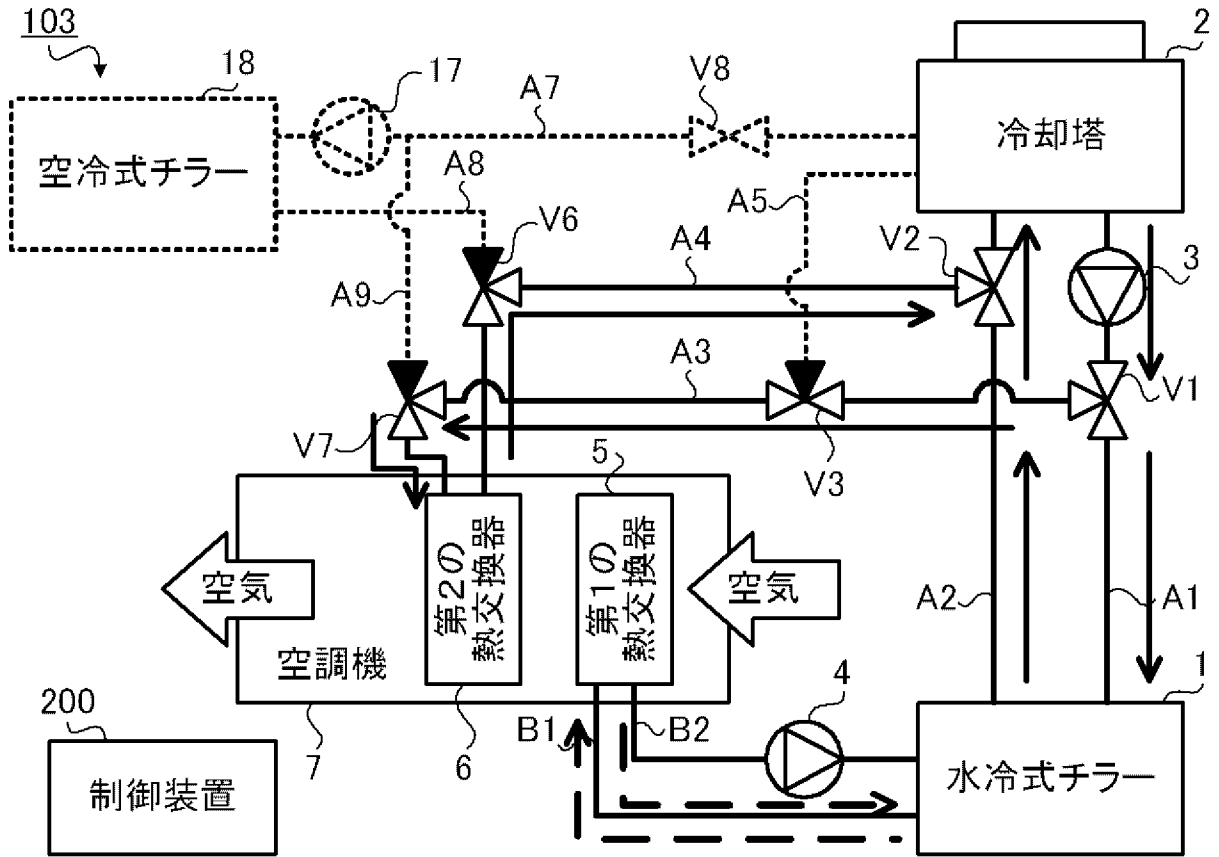 103
2
18
17
A7
V8
冷却塔
空冷式チラー
A8
A5
V6
A4
V2
3
A9
A3
V1
V7
V3
5
空気
第2の
熱交換器
第1の
熱交換器
空気
A2
A1
空調機
200
7
6
B1
B2
4
1
制御装置
水冷式チラー